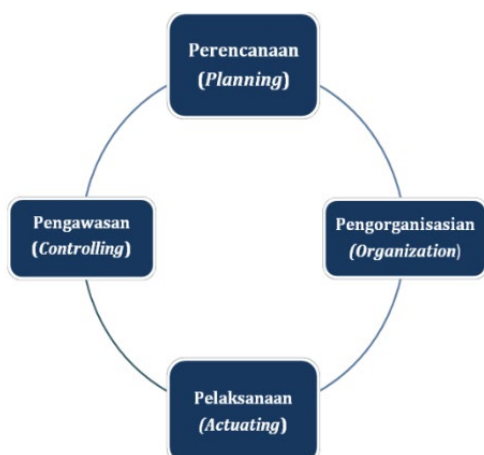 Perencanaan
(Planning)
Pengorganisasian
(Organization)
Pelaksanaan
(Actuating)
Pengawasan
(Controlling)